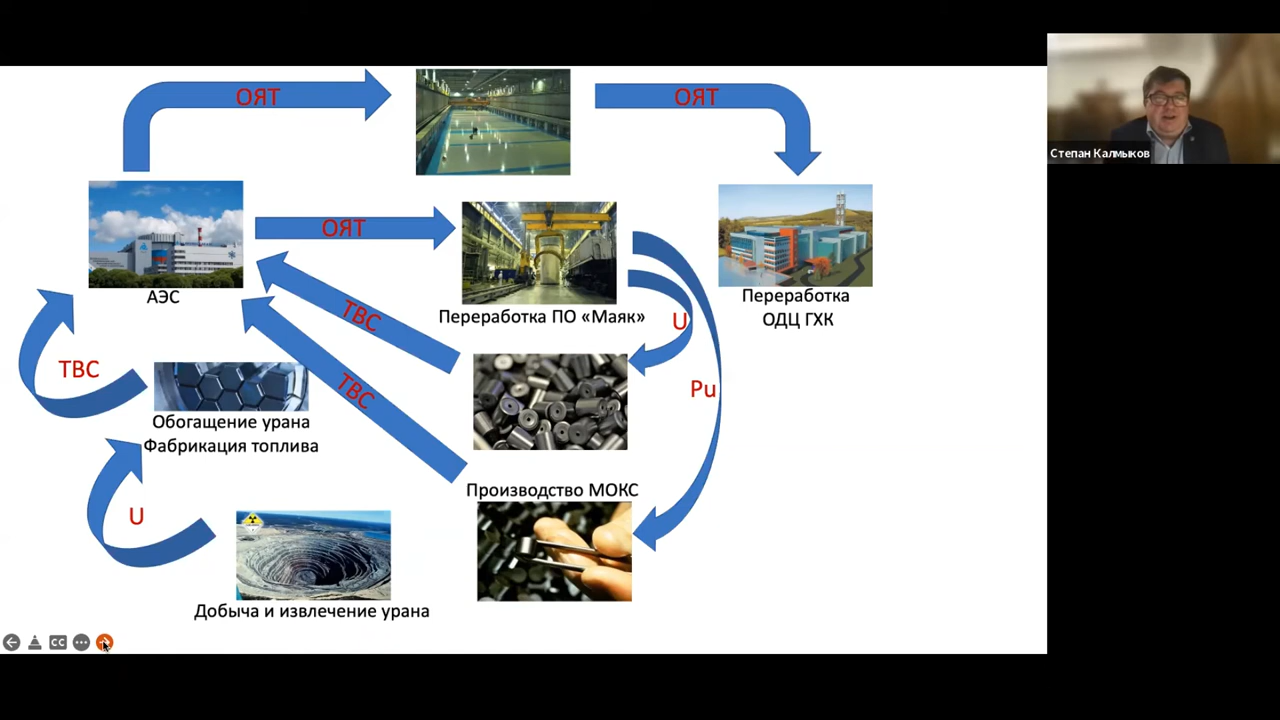 ОЯТ
ОЯТ
Степан Калмыков
ОЯТ
АЭС
Переработка
ОДЦ ГХК
ТВС
Переработка ПО «Маяк»
U
ТВС
ТВС
Pu
Обогащение урана
Фабрикация топлива
Производство МОКС
U
Добыча и извлечение урана
CC